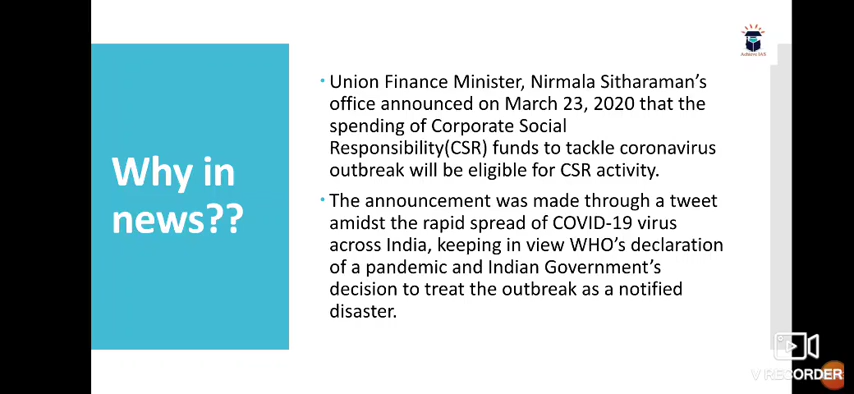 Why in
news??
• Union Finance Minister, Nirmala Sitharaman's
office announced on March 23, 2020 that the
spending of Corporate Social
Responsibility(CSR) funds to tackle coronavirus
outbreak will be eligible for CSR activity.
• The announcement was made through a tweet
amidst the rapid spread of COVID-19 virus
across India, keeping in view WHO's declaration
of a pandemic and Indian Government's
decision to treat the outbreak as a notified
disaster.
V RECORDER